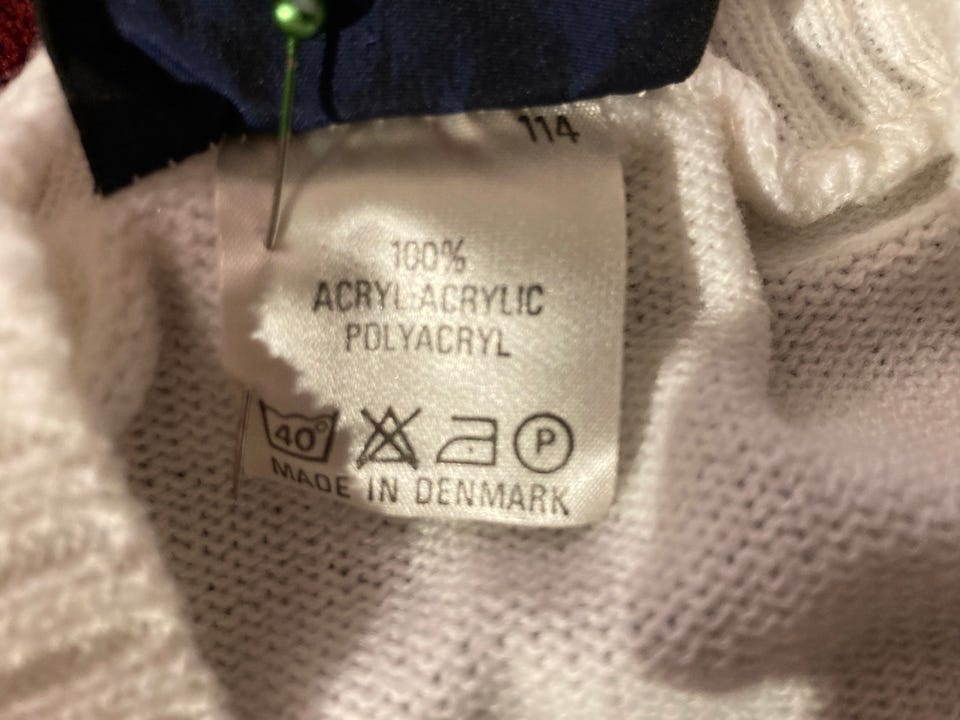 114
100%
ACRYL·ACRYLIC
POLYACRYL
40° P
MADE IN DENMARK